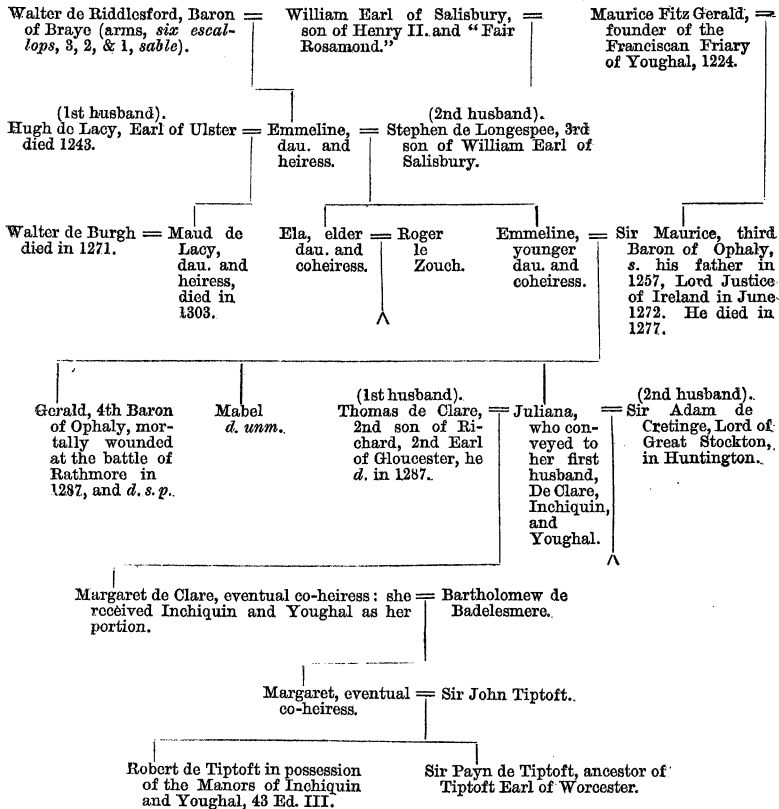 Walter de Riddlesford, Baron =
of Braye (arms, six escal-
lops, 3, 2, & 1, sable).
William Earl of Salisbury, =
son of Henry II. and "Fair
Rosamond."
Maurice Fitz Gerald, =
founder of the
Franciscan Friary
of Youghal, 1224.
(1st husband).
Hugh de Lacy, Earl of Ulster =
died 1243.
Emmeline, =
dau. and
heiress.
(2nd husband).
Stephen de Longespee, 3rd
son of William Earl of
Salisbury.
Walter de Burgh =
died in 1271.
Maud de
Lacy,
dau. and
heiress,
died in
1303.
Ela, elder =
dau. and
coheiress.
Roger
le
Zouch.
Emmeline, =
younger
dau. and
coheiress.
Sir Maurice, third
Baron of Ophaly,
s. his father in
1257, Lord Justice
of Ireland in June
1272. He died in
1277.
Gerald, 4th Baron
of Ophaly, mor-
tally wounded
at the battle of
Rathmore in
1287, and d. s. p.
Mabel
d. unm.
(1st husband).
Thomas de Clare, =
2nd son of Ri-
chard, 2nd Earl
of Gloucester, he
d. in 1287.
Juliana, =
who con-
veyed to
her first
husband,
De Clare,
Inchiquin,
and
Youghal.
(2nd husband).
Sir Adam de
Cretinge, Lord of
Great Stockton,
in Huntington.
Margaret de Clare, eventual co-heiress: she =
received Inchiquin and Youghal as her
portion.
Bartholomew de
Badelesmere.
Margaret, eventual =
co-heiress.
Sir John Tiptoft.
Robert de Tiptoft in possession
of the Manors of Inchiquin
and Youghal, 43 Ed. III.
Sir Payn de Tiptoft, ancestor of
Tiptoft Earl of Worcester.